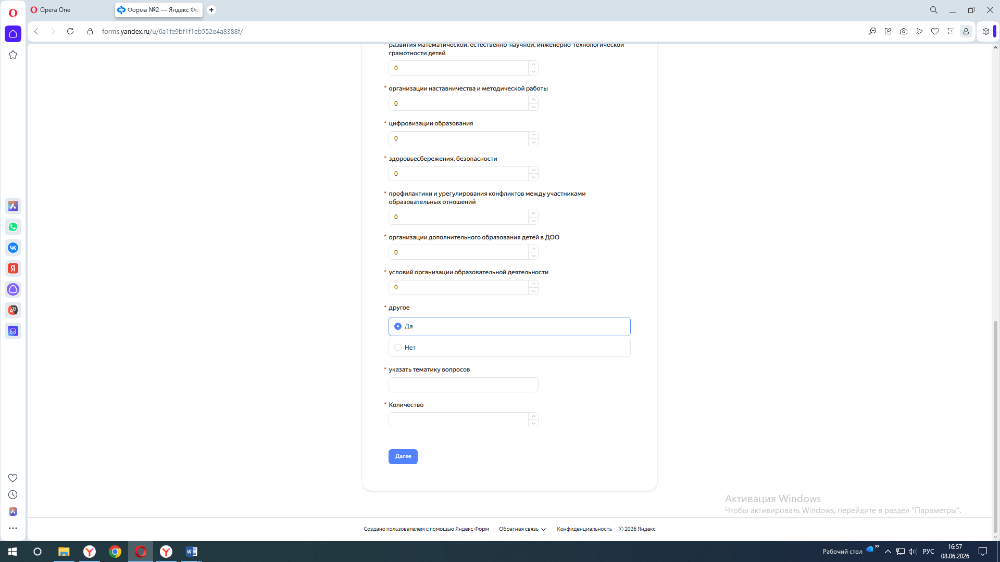 Opera One
Форма №2 — Яндекс Фо
forms.yandex.ru/u/6a1fe9bf1f1eb552e4a8388f/
* развития математической, естественно-научной, инженерно-технологической
грамотности детей
0
* организации наставничества и методической работы
0
* цифровизации образования
0
* здоровьесбережения, безопасности
0
* профилактики и урегулирования конфликтов между участниками
образовательных отношений
0
* организации дополнительного образования детей в ДОО
0
* условий организации образовательной деятельности
0
* другое
Да
Нет
* указать тематику вопросов
* Количество
Далее
Активация Windows
Чтобы активировать Windows, перейдите в раздел "Параметры".
Создано пользователем с помощью Яндекс Форм Обратная связь Конфиденциальность © 2026 Яндекс
Рабочий стол
РУС
16:57
08.06.2026